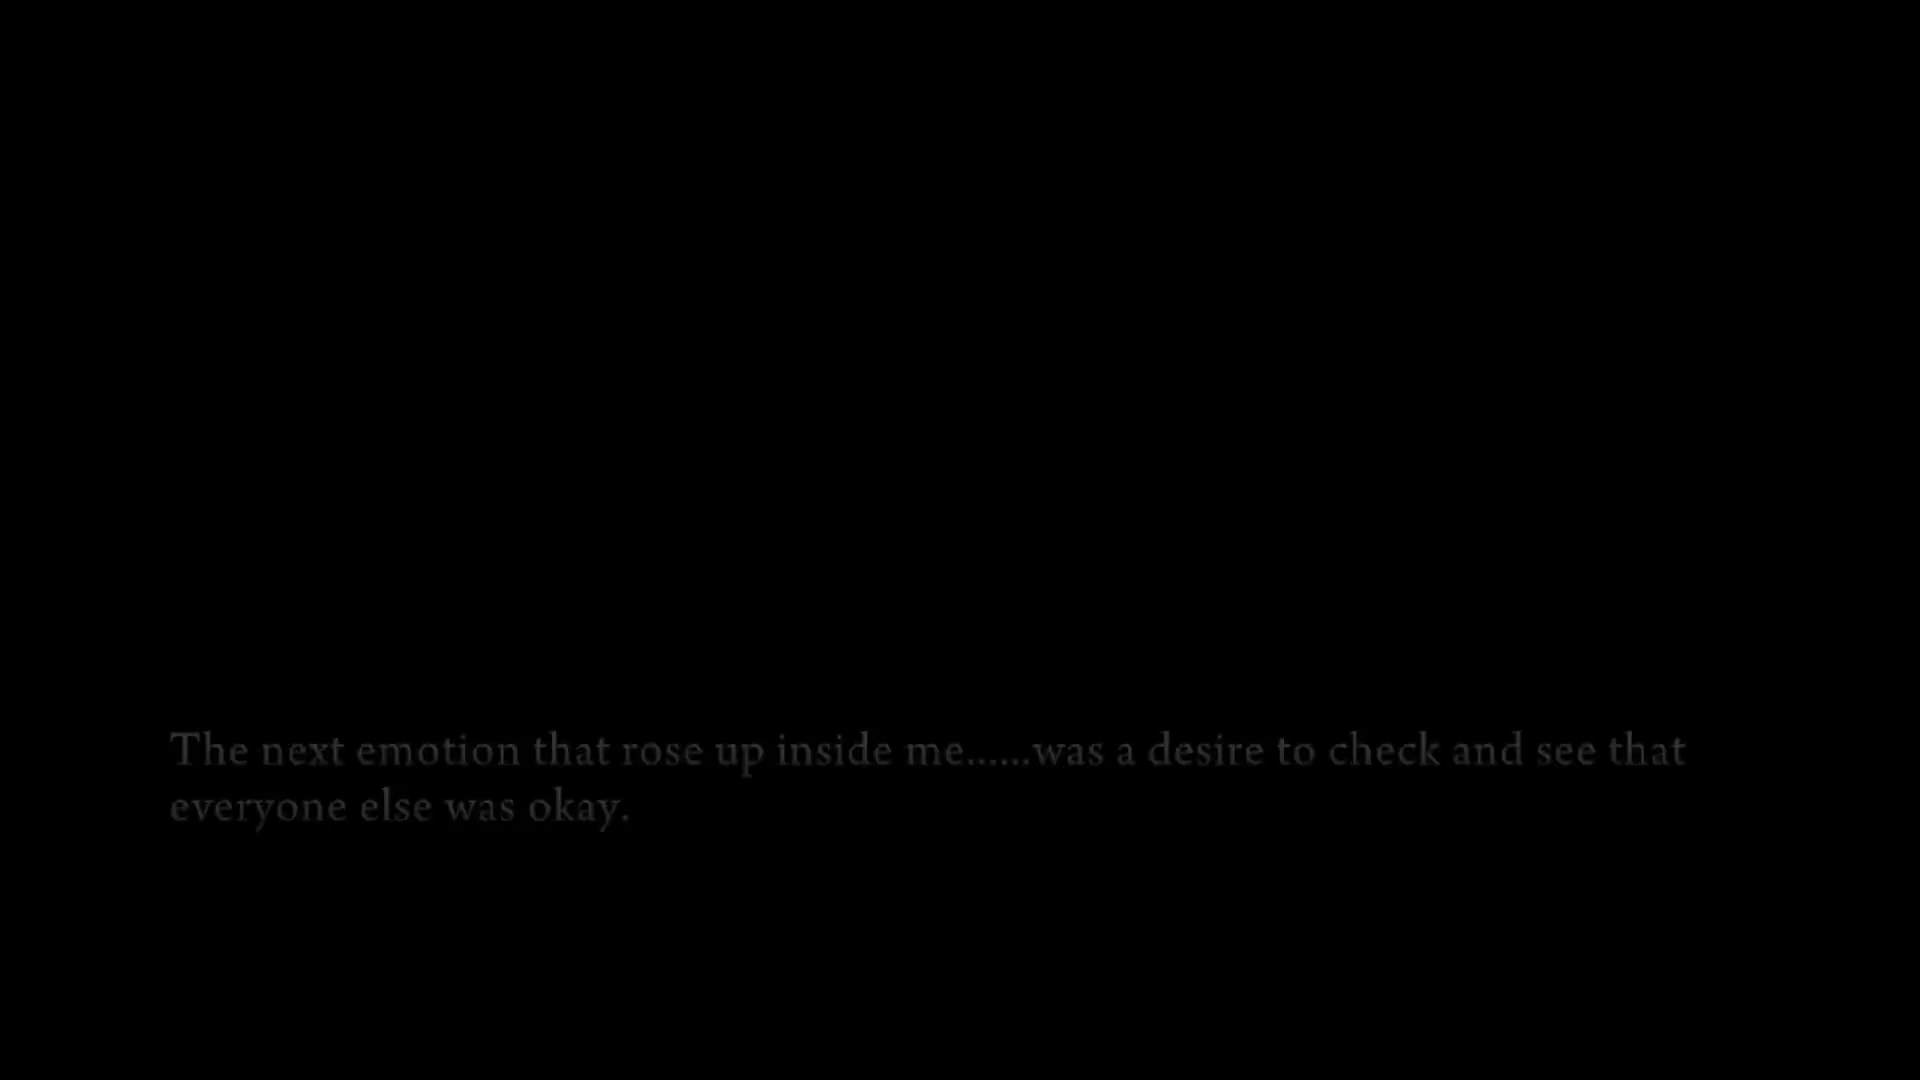 The next emotion that rose up inside me......was a desire to check and see that
everyone else was okay.